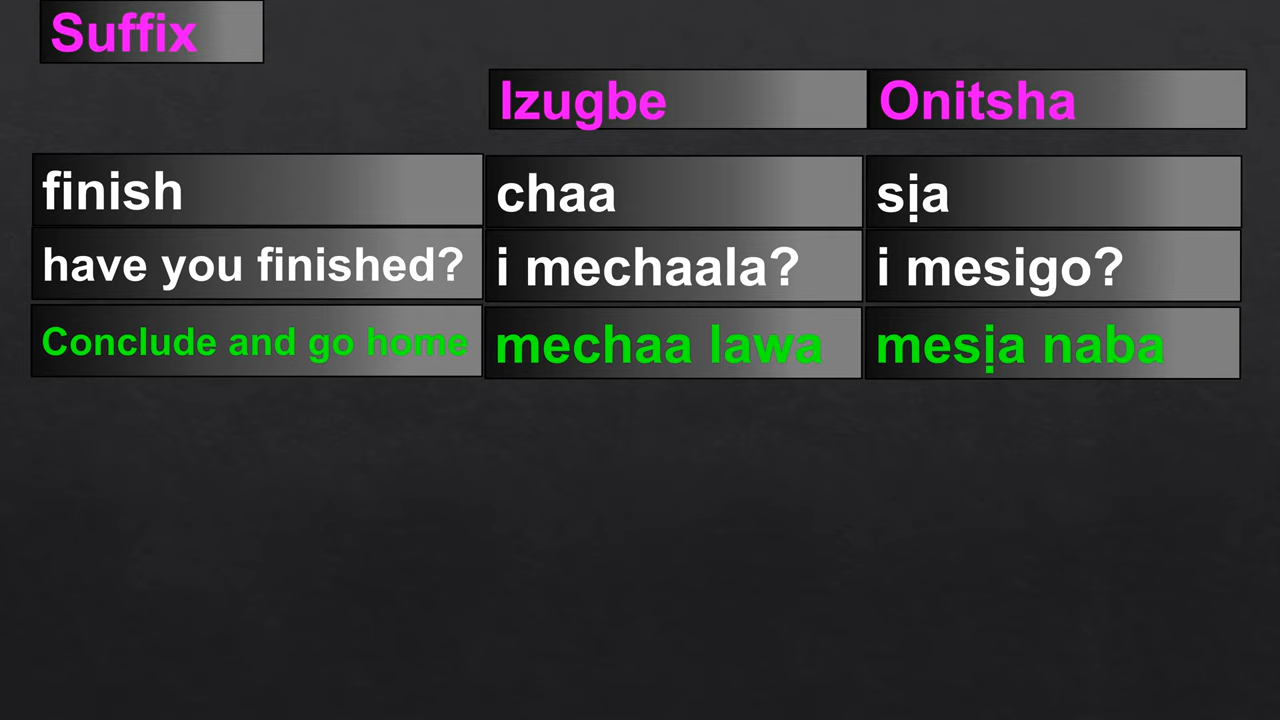 Suffix
Izugbe Onitsha
finish chaa sịa
have you finished? i mechaala? i mesigo?
Conclude and go home mechaa lawa mesịa naba